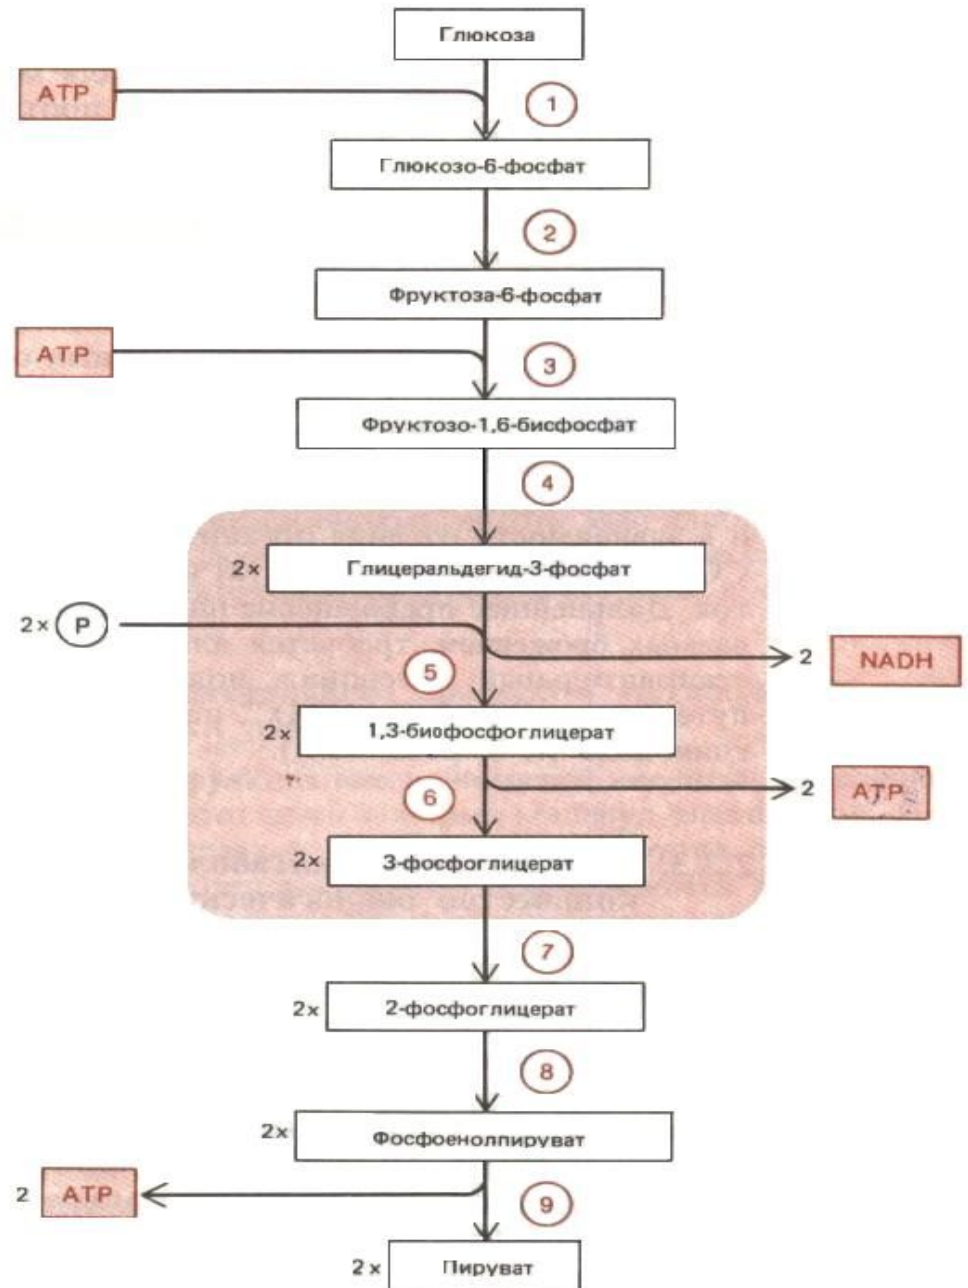 Глюкоза
ATP
1
Глюкозо-6-фосфат
2
Фруктоза-6-фосфат
ATP
3
Фруктозо-1,6-бисфосфат
4
2x Глицеральдегид-3-фосфат
2x P
2 NADH
5
2x 1,3-бисфосфоглицерат
2 ATP
6
2x 3-фосфоглицерат
7
2x 2-фосфоглицерат
8
2x Фосфоенолпируват
2 ATP
9
2x Пируват